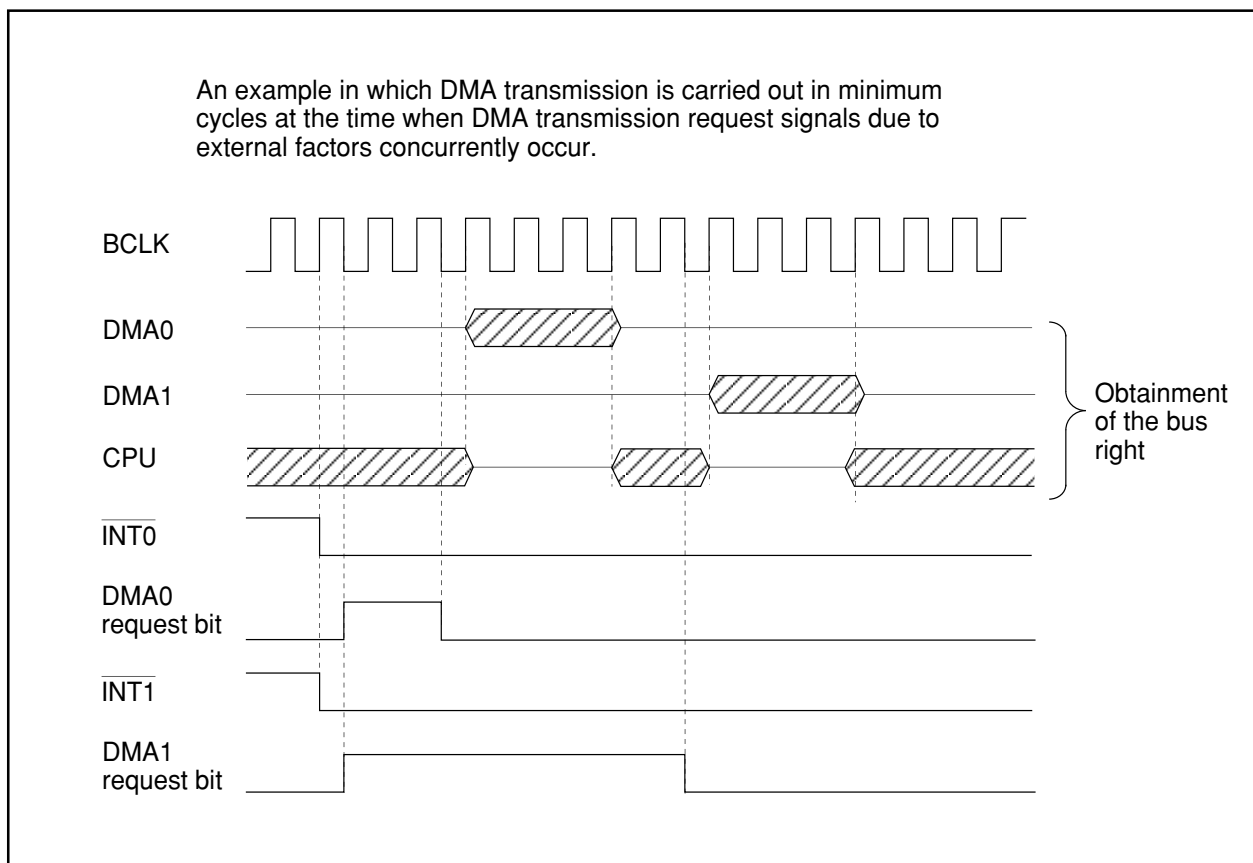 An example in which DMA transmission is carried out in minimum
cycles at the time when DMA transmission request signals due to
external factors concurrently occur.
BCLK
DMA0
DMA1
CPU
Obtainment
of the bus
right
INT0
DMA0
request bit
INT1
DMA1
request bit